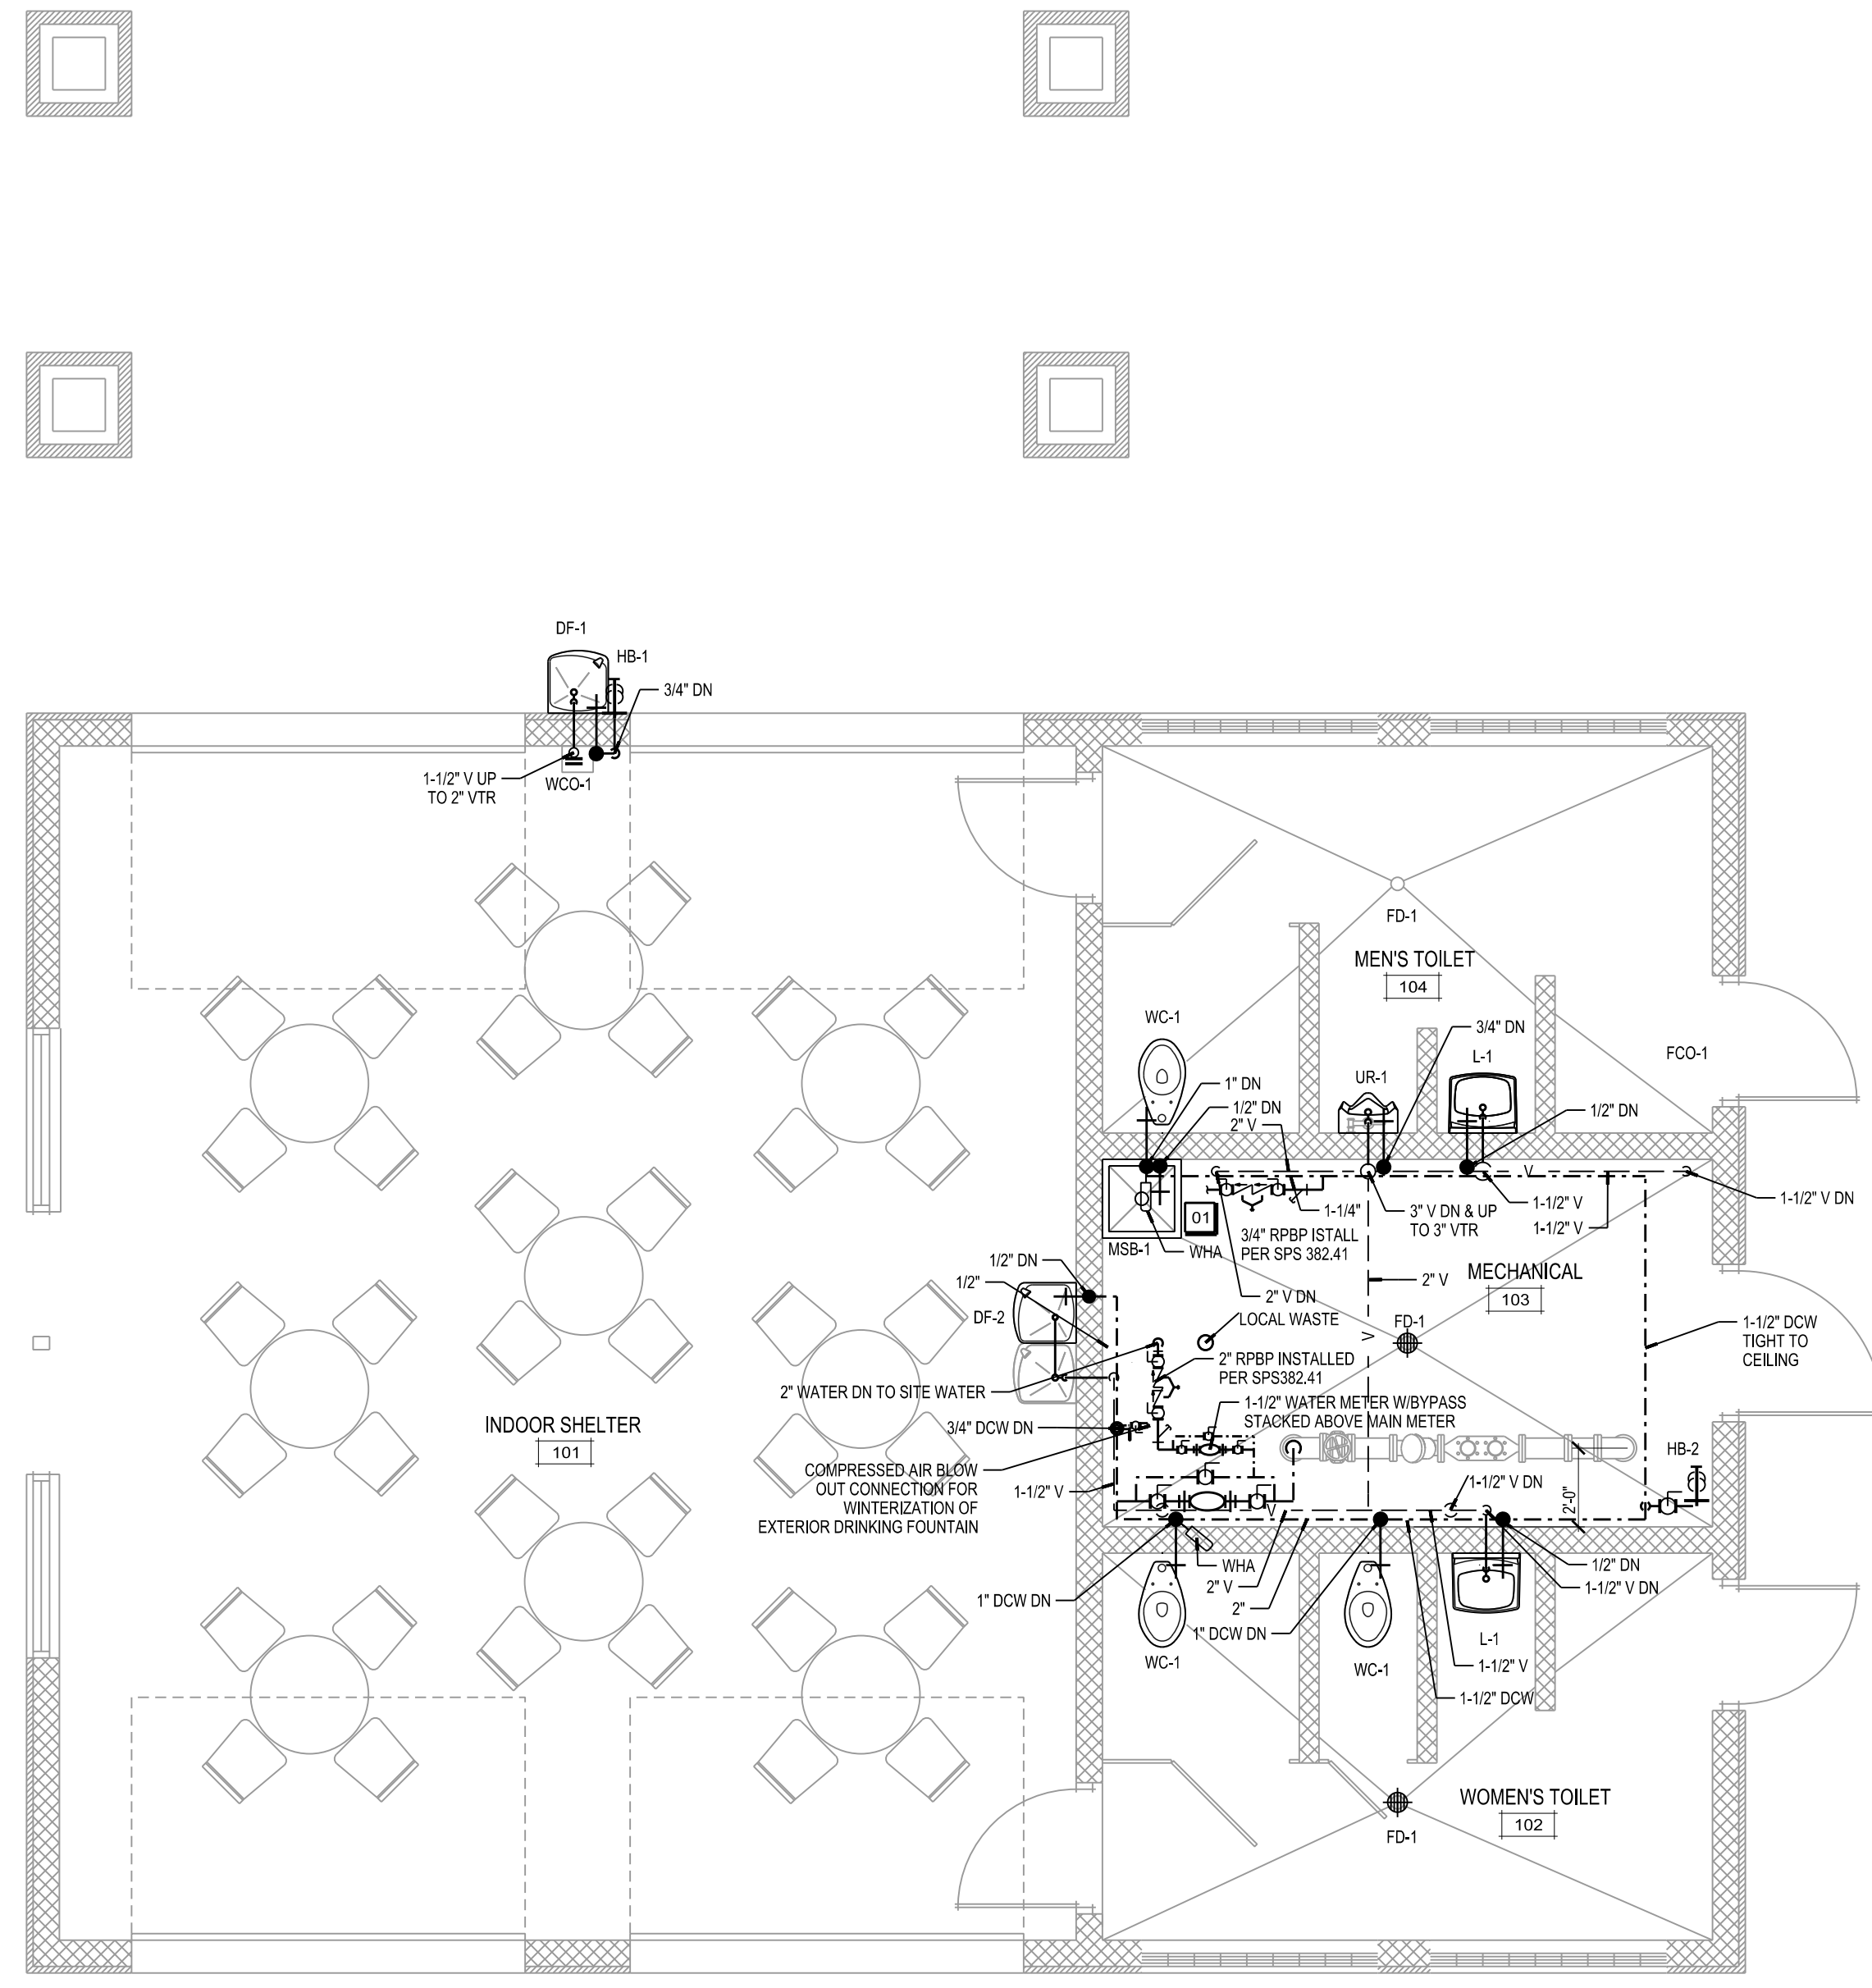 DF-1
HB-1
3/4" DN
1-1/2" V UP
TO 2" VTR
WCO-1
FD-1
MEN'S TOILET
104
WC-1
3/4" DN
L-1
FCO-1
UR-1
1" DN
1/2" DN
2" V
1/2" DN
V
1-1/2" V DN
1-1/2" V
1-1/2" V
01
1-1/4"
3" V DN & UP
TO 3" VTR
3/4" RPBP ISTALL
PER SPS 382.41
MSB-1
WHA
1/2" DN
1/2"
DF-2
2" V DN
2" V
MECHANICAL
103
LOCAL WASTE
FD-1
V
1-1/2" DCW
TIGHT TO
CEILING
2" RPBP INSTALLED
PER SPS382.41
2" WATER DN TO SITE WATER
1-1/2" WATER METER W/BYPASS
STACKED ABOVE MAIN METER
3/4" DCW DN
INDOOR SHELTER
101
COMPRESSED AIR BLOW
OUT CONNECTION FOR
WINTERIZATION OF
EXTERIOR DRINKING FOUNTAIN
1-1/2" V
HB-2
1-1/2" V DN
2'-0"
V
WHA
2" V
2"
1" DCW DN
1" DCW DN
1/2" DN
1-1/2" V DN
L-1
1-1/2" V
1-1/2" DCW
WC-1
WC-1
WOMEN'S TOILET
102
FD-1